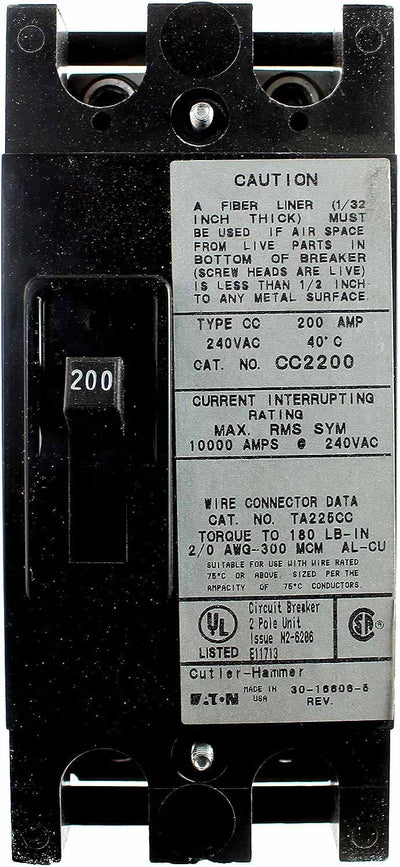 CAUTION
A FIBER LINER (1/32
INCH THICK) MUST
BE USED IF AIR SPACE
FROM LIVE PARTS IN
BOTTOM OF BREAKER
(SCREW HEADS ARE LIVE)
IS LESS THAN 1/2 INCH
TO ANY METAL SURFACE.
TYPE CC 200 AMP
240VAC 40°C
CAT. NO. CC2200
200
CURRENT INTERRUPTING
RATING
MAX. RMS SYM
10000 AMPS @ 240VAC
WIRE CONNECTOR DATA
CAT. NO. TA225CC
TORQUE TO 180 LB-IN
2/0 AWG-300 MCM AL-CU
SUITABLE FOR USE WITH WIRE RATED
75°C OR ABOVE. SIZED PER THE
AMPACITY OF 75°C CONDUCTORS.
UL
LISTED
Circuit Breaker
2 Pole Unit
Issue N2-6286
E11713
SA ®
Cutler-Hammer
EATON
MADE IN
USA
30-16606-5
REV.